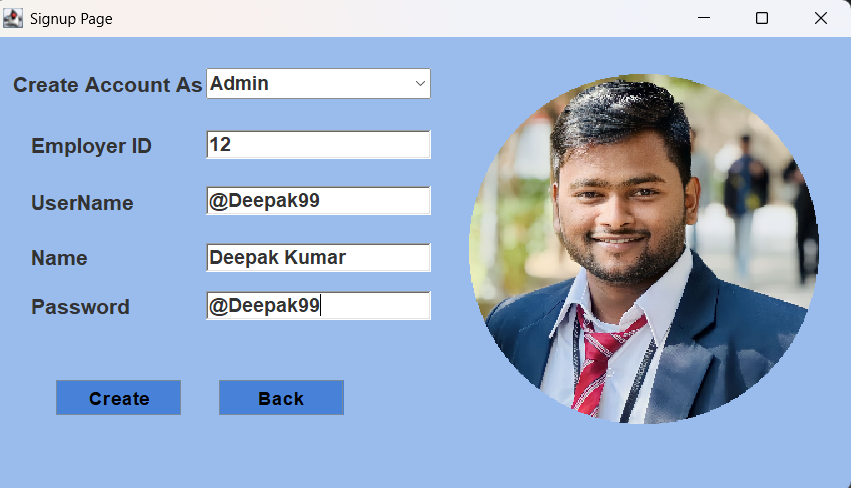 Signup Page
Create Account As Admin
Employer ID 12
UserName @Deepak99
Name Deepak Kumar
Password @Deepak99
Create Back